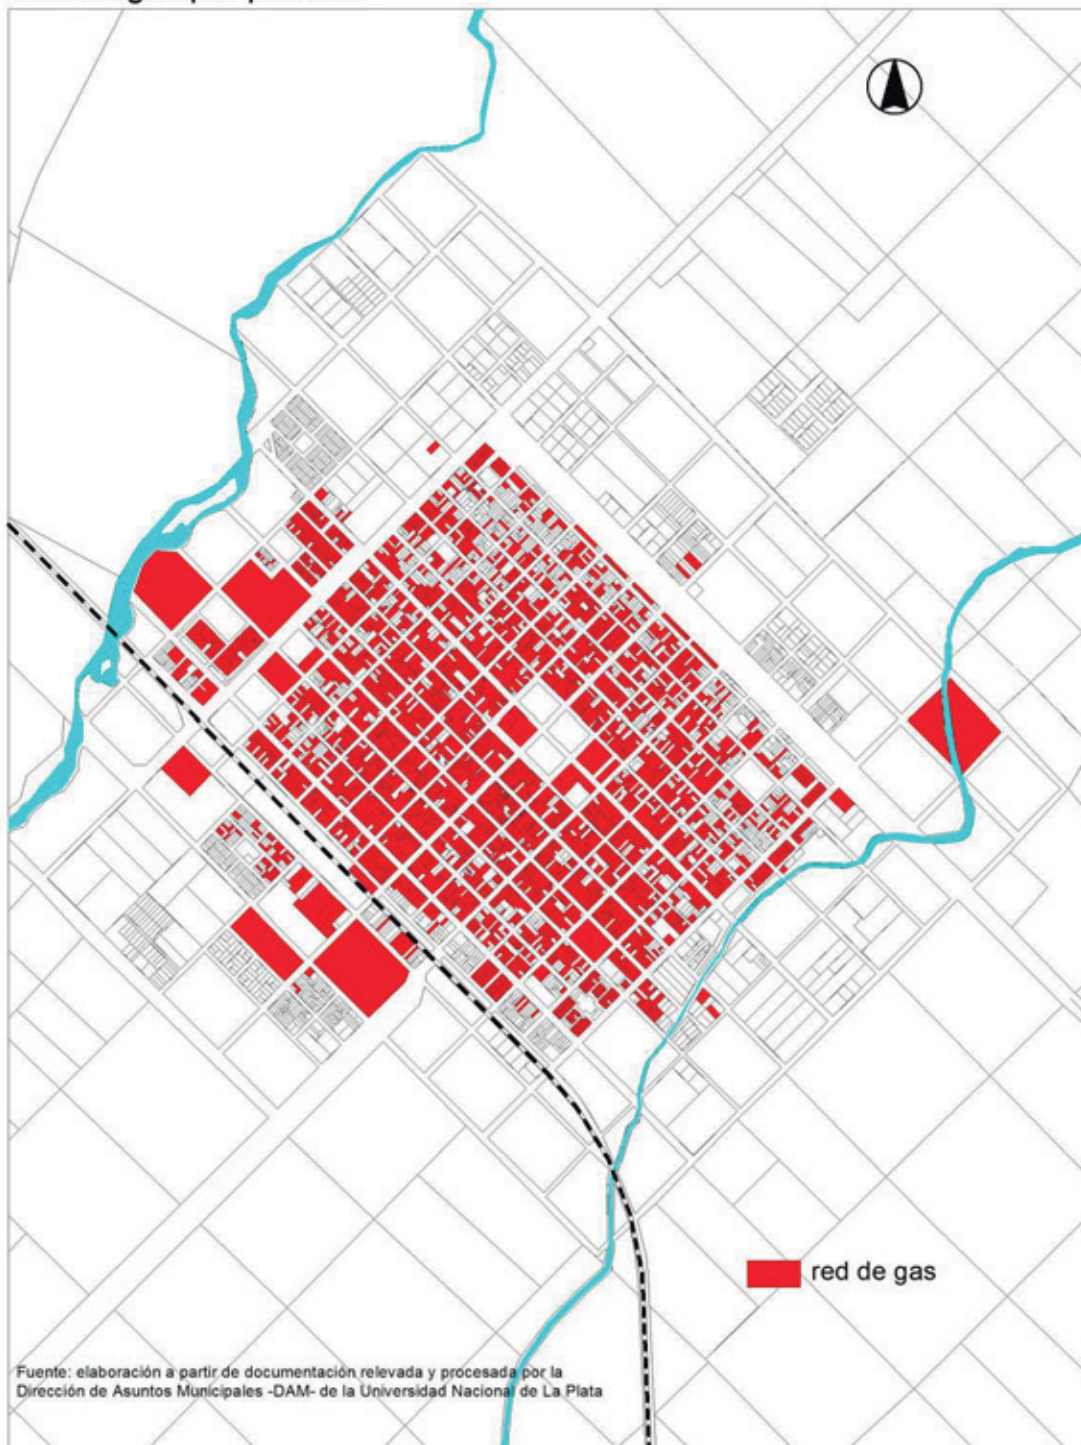 red de gas
Fuente: elaboración a partir de documentación relevada y procesada por la
Dirección de Asuntos Municipales -DAM- de la Universidad Nacional de La Plata